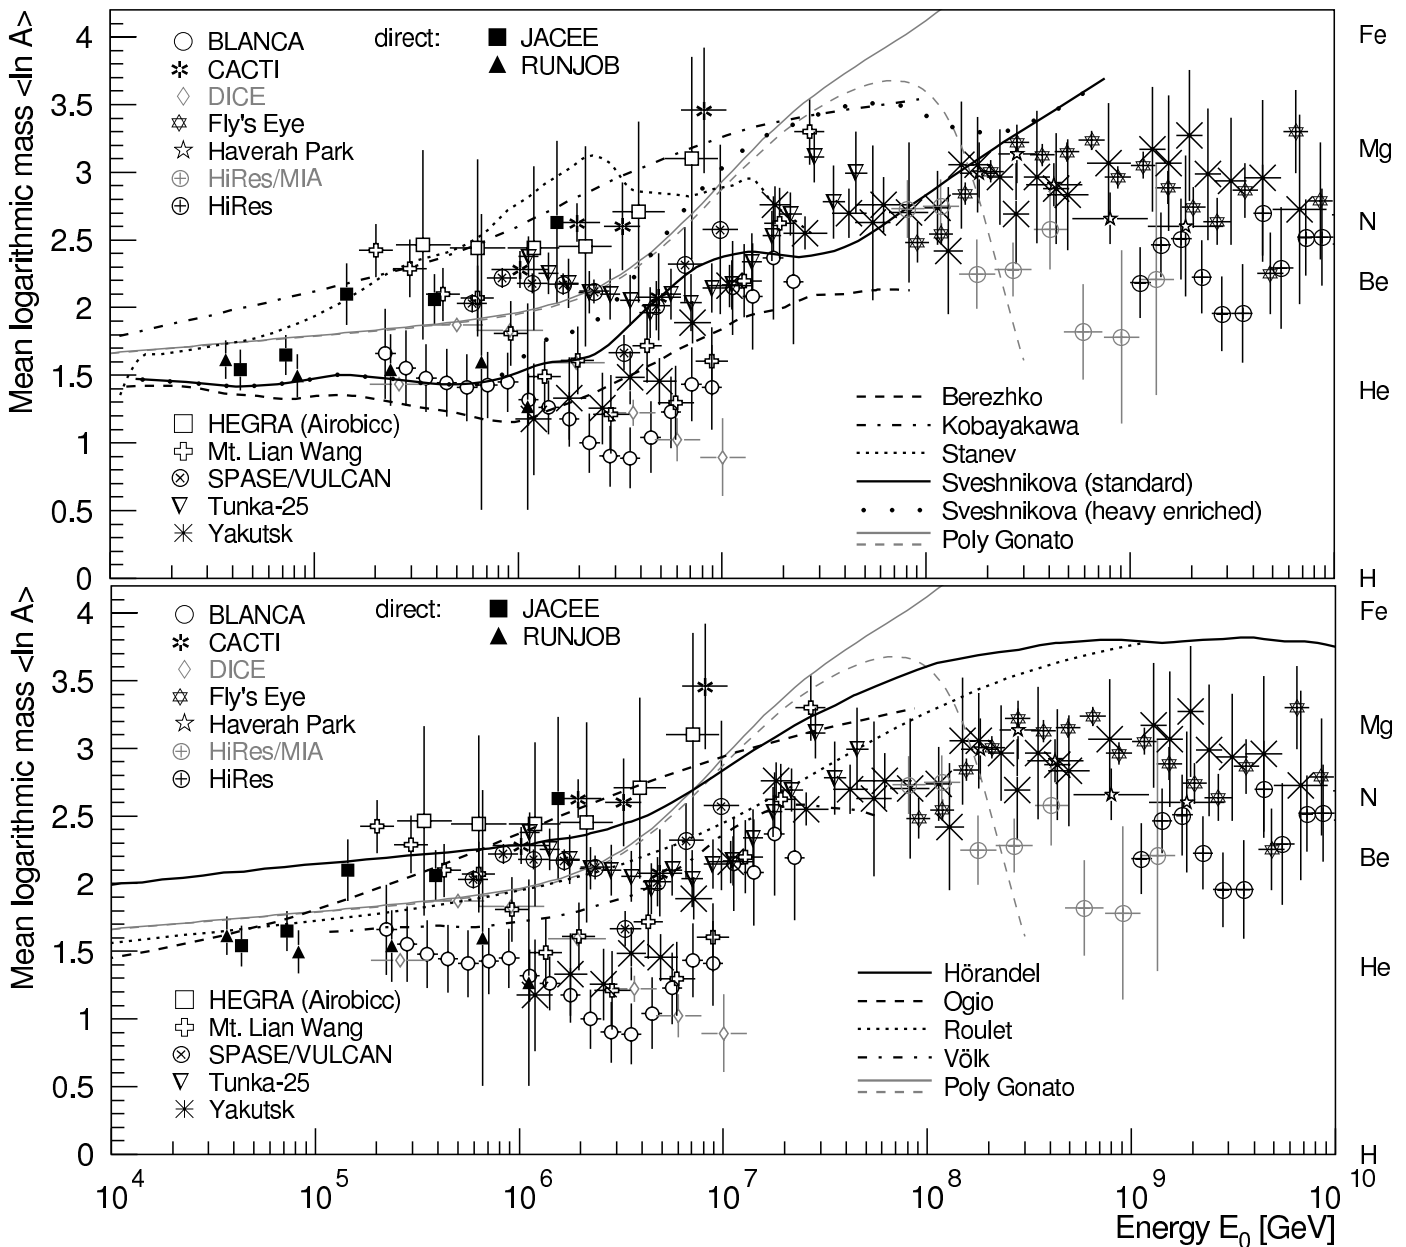 Mean logarithmic mass <ln A>
4
3.5
3
2.5
2
1.5
1
0.5
0
BLANCA
CACTI
DICE
Fly's Eye
Haverah Park
HiRes/MIA
HiRes
direct:
JACEE
RUNJOB
HEGRA (Airobicc)
Mt. Lian Wang
SPASE/VULCAN
Tunka-25
Yakutsk
Berezhko
Kobayakawa
Stanev
Sveshnikova (standard)
Sveshnikova (heavy enriched)
Poly Gonato
Fe
Mg
N
Be
He
H
Mean logarithmic mass <ln A>
4
3.5
3
2.5
2
1.5
1
0.5
0
BLANCA
CACTI
DICE
Fly's Eye
Haverah Park
HiRes/MIA
HiRes
direct:
JACEE
RUNJOB
HEGRA (Airobicc)
Mt. Lian Wang
SPASE/VULCAN
Tunka-25
Yakutsk
Hörandel
Ogio
Roulet
Völk
Poly Gonato
Fe
Mg
N
Be
He
H
10^4 10^5 10^6 10^7 10^8 10^9 10^10
Energy E₀ [GeV]